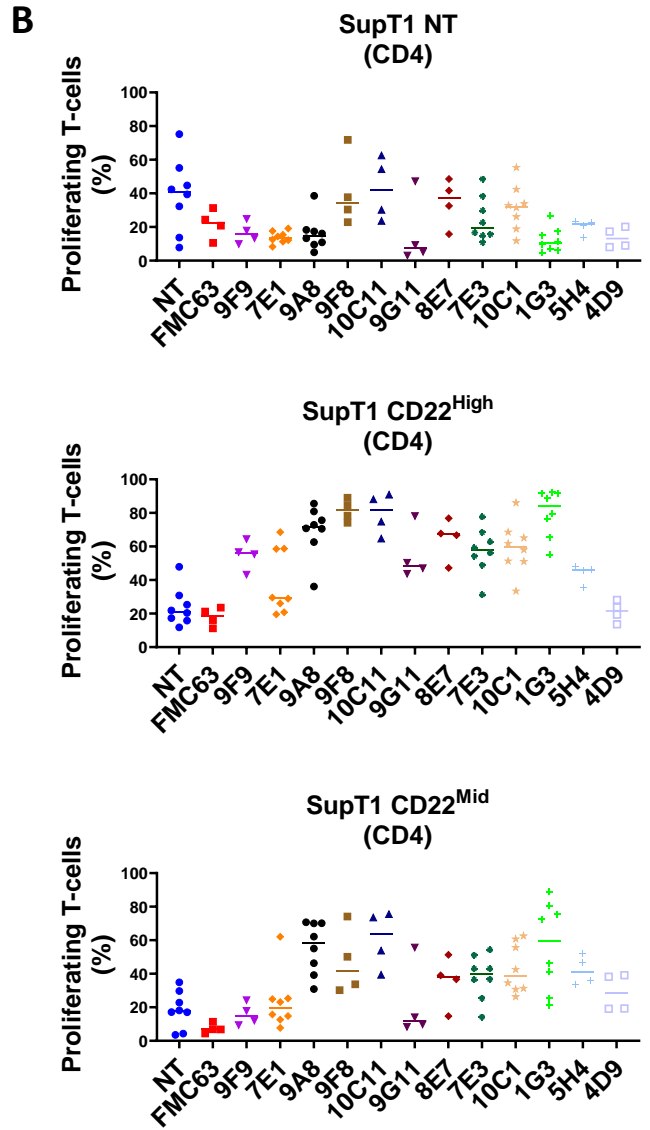 B
SupT1 NT
(CD4)
Proliferating T-cells
(%)
100
80
60
40
20
0
NT
FMC63
9F9
7E1
9A8
9F8
10C11
9G11
8E7
7E3
10C1
1G3
5H4
4D9
SupT1 CD22High
(CD4)
Proliferating T-cells
(%)
100
80
60
40
20
0
NT
FMC63
9F9
7E1
9A8
9F8
10C11
9G11
8E7
7E3
10C1
1G3
5H4
4D9
SupT1 CD22Mid
(CD4)
Proliferating T-cells
(%)
100
80
60
40
20
0
NT
FMC63
9F9
7E1
9A8
9F8
10C11
9G11
8E7
7E3
10C1
1G3
5H4
4D9